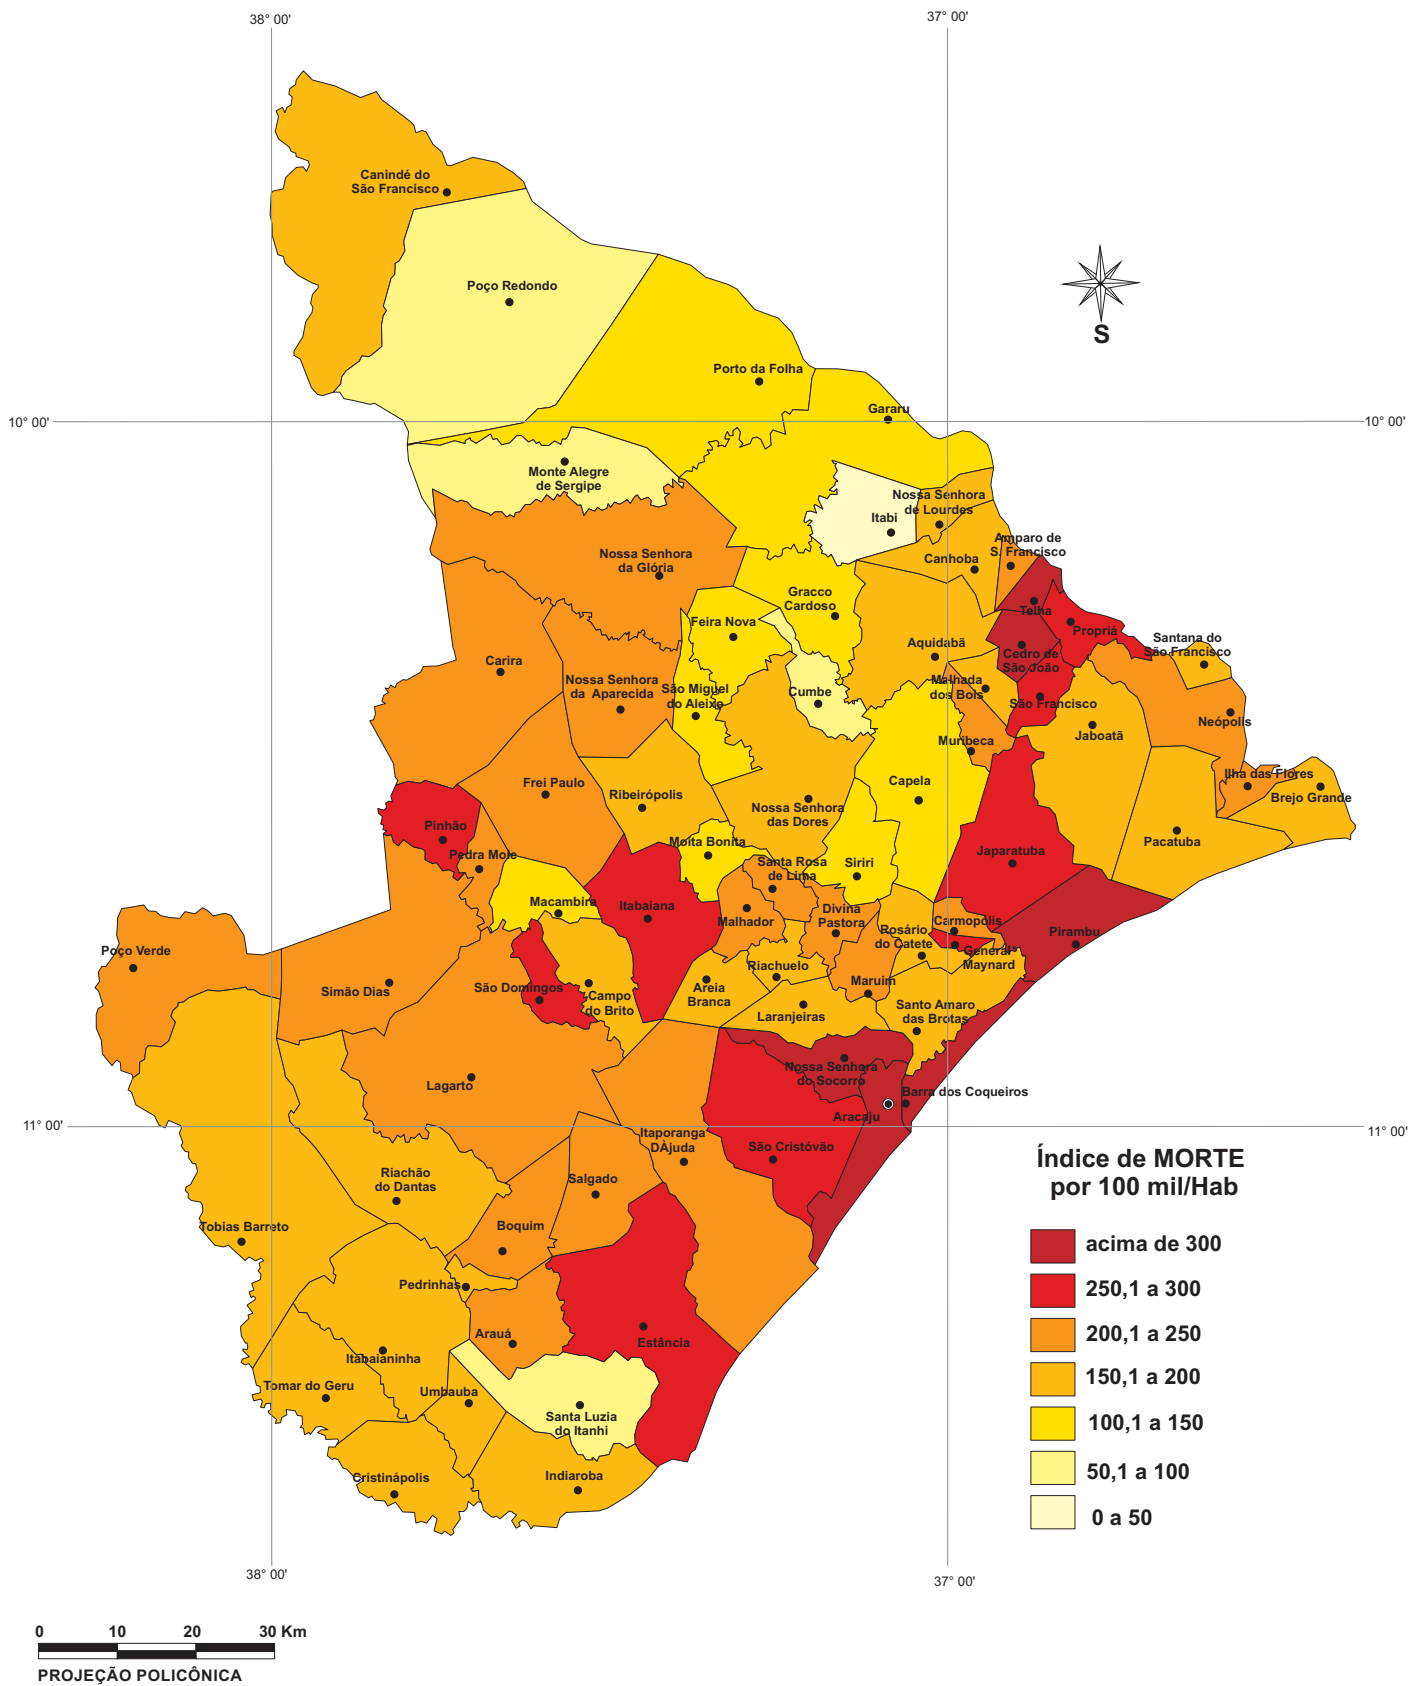 38° 00'
37° 00'
Canindé do
São Francisco
Poço Redondo
S
Porto da Folha
Gararu
10° 00'
10° 00'
Monte Alegre
de Sergipe
Nossa Senhora
de Lourdes
Itabi
Amparo de
S. Francisco
Nossa Senhora
da Glória
Canhoba
Gracco
Cardoso
Telha
Feira Nova
Propriá
Santana do
São Francisco
Aquidabã
Cedro de
São João
Carira
Nossa Senhora
da Aparecida
São Miguel
do Aleixo
Cumbe
Malhada
dos Bois
São Francisco
Neópolis
Jaboatã
Muribeca
Frei Paulo
Ribeirópolis
Capela
Ilha das Flores
Brejo Grande
Nossa Senhora
das Dores
Pinhão
Moita Bonita
Pacatuba
Pedra Mole
Santa Rosa
de Lima
Siriri
Japaratuba
Macambira
Itabaiana
Malhador
Divina
Pastora
Carmopolis
Rosário
do Catete
Pirambu
Poço Verde
General
Maynard
Riachuelo
Simão Dias
São Domingos
Campo
do Brito
Areia
Branca
Maruim
Laranjeiras
Santo Amaro
das Brotas
Lagarto
Nossa Senhora
do Socorro
Barra dos Coqueiros
Aracaju
11° 00'
11° 00'
Itaporanga
DÀjuda
São Cristóvão
Riachão
do Dantas
Salgado
Tobias Barreto
Boquim
Pedrinhas
Arauá
Estância
Itabaianinha
Tomar do Geru
Umbauba
Santa Luzia
do Itanhi
Cristinápolis
Indiaroba
Índice de MORTE
por 100 mil/Hab
acima de 300
250,1 a 300
200,1 a 250
150,1 a 200
100,1 a 150
50,1 a 100
0 a 50
38° 00'
37° 00'
0 10 20 30 Km
PROJEÇÃO POLICÔNICA